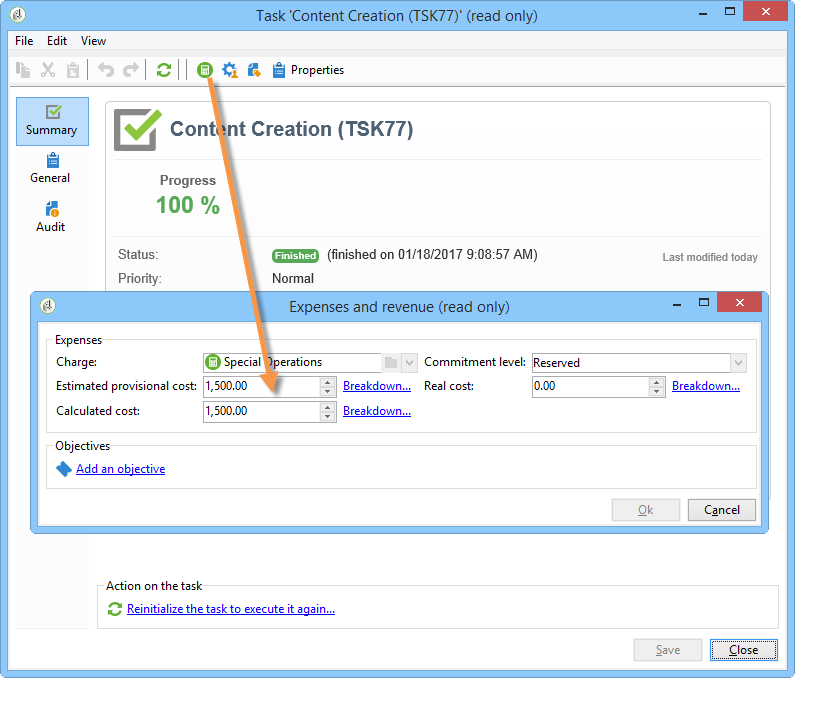 Task 'Content Creation (TSK77)' (read only)
File Edit View
Properties
Summary
General
Audit
Content Creation (TSK77)
Progress
100 %
Status: Finished (finished on 01/18/2017 9:08:57 AM) Last modified today
Priority: Normal
Expenses and revenue (read only)
Expenses
Charge: Special Operations Commitment level: Reserved
Estimated provisional cost: 1,500.00 Breakdown... Real cost: 0.00 Breakdown...
Calculated cost: 1,500.00 Breakdown...
Objectives
Add an objective
Ok Cancel
Action on the task
Reinitialize the task to execute it again...
Save Close